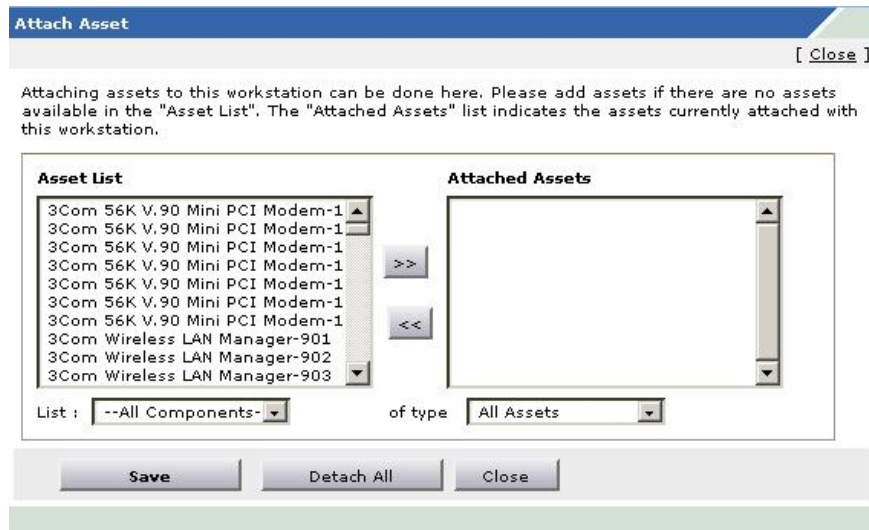 Attach Asset
[ Close ]
Attaching assets to this workstation can be done here. Please add assets if there are no assets
available in the "Asset List". The "Attached Assets" list indicates the assets currently attached with
this workstation.
Asset List
Attached Assets
3Com 56K V.90 Mini PCI Modem-1
3Com 56K V.90 Mini PCI Modem-1
3Com 56K V.90 Mini PCI Modem-1
3Com 56K V.90 Mini PCI Modem-1
3Com 56K V.90 Mini PCI Modem-1
3Com 56K V.90 Mini PCI Modem-1
3Com 56K V.90 Mini PCI Modem-1
3Com Wireless LAN Manager-901
3Com Wireless LAN Manager-902
3Com Wireless LAN Manager-903
>>
<<
List : --All Components- of type All Assets
Save Detach All Close